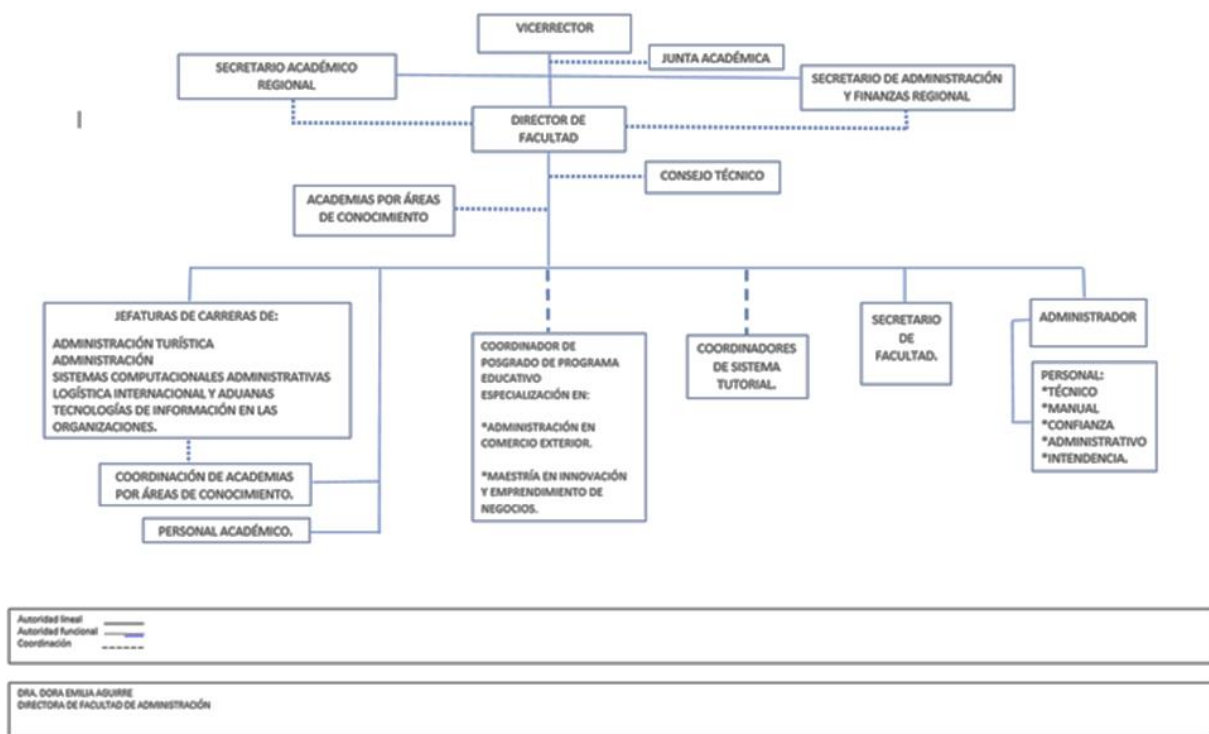 VICERRECTOR
JUNTA ACADÉMICA
SECRETARIO ACADÉMICO
REGIONAL
SECRETARIO DE ADMINISTRACIÓN
Y FINANZAS REGIONAL
DIRECTOR DE
FACULTAD
CONSEJO TÉCNICO
ACADEMIAS POR ÁREAS
DE CONOCIMIENTO
JEFATURAS DE CARRERAS DE:
ADMINISTRACIÓN TURÍSTICA
ADMINISTRACIÓN
SISTEMAS COMPUTACIONALES ADMINISTRATIVAS
LOGÍSTICA INTERNACIONAL Y ADUANAS
TECNOLOGÍAS DE INFORMACIÓN EN LAS
ORGANIZACIONES.
COORDINACIÓN DE ACADEMIAS
POR ÁREAS DE CONOCIMIENTO.
PERSONAL ACADÉMICO.
COORDINADOR DE
POSGRADO DE PROGRAMA
EDUCATIVO
ESPECIALIZACIÓN EN:
*ADMINISTRACIÓN EN
COMERCIO EXTERIOR.
*MAESTRÍA EN INNOVACIÓN
Y EMPRENDIMIENTO DE
NEGOCIOS.
COORDINADORES
DE SISTEMA
TUTORIAL.
SECRETARIO
DE
FACULTAD.
ADMINISTRADOR
PERSONAL:
*TÉCNICO
*MANUAL
*CONFIANZA
*ADMINISTRATIVO
*INTENDENCIA.
Autoridad lineal
Autoridad funcional
Coordinación
DRA. DORA EMILIA AGUIRRE
DIRECTORA DE FACULTAD DE ADMINISTRACIÓN